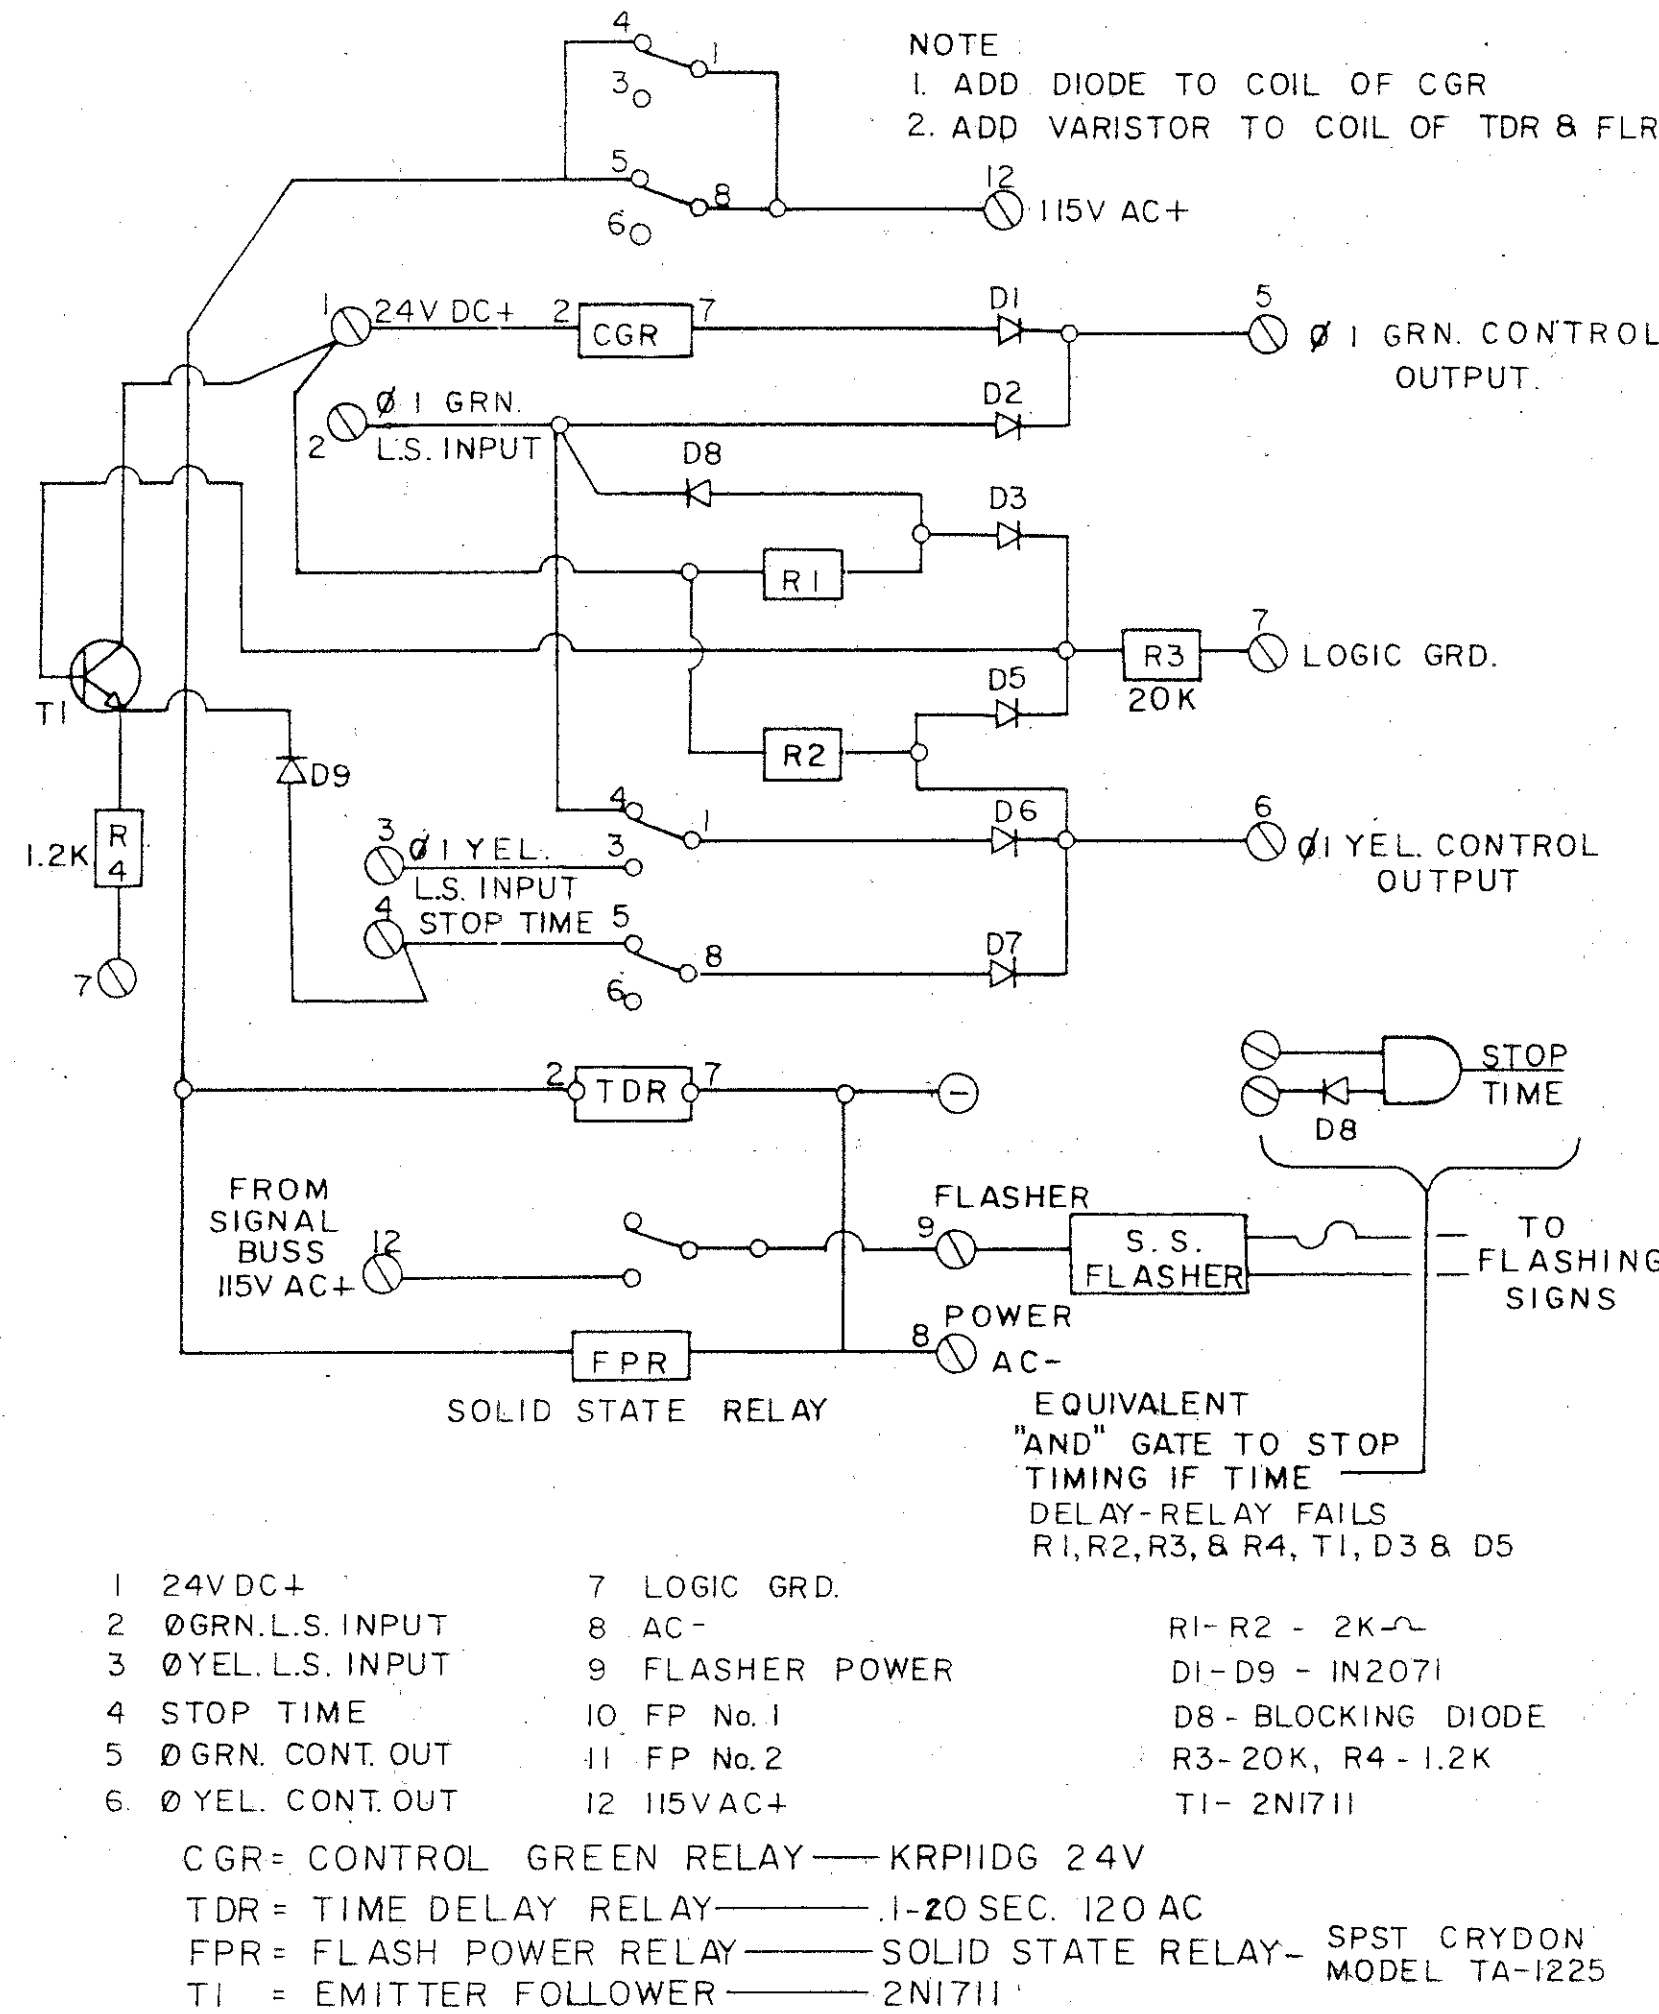 NOTE :
1. ADD DIODE TO COIL OF CGR
2. ADD VARISTOR TO COIL OF TDR & FLR
4
1
3
5
8
6
12
115V AC+
1
24V DC+
2
CGR
7
D1
5
Ø 1 GRN. CONTROL
OUTPUT.
2
Ø 1 GRN.
L.S. INPUT
D2
D8
D3
R1
7
R3
20K
LOGIC GRD.
T1
D5
R2
D9
R
4
1.2K
7
4
1
3
D6
6
Ø1 YEL. CONTROL
OUTPUT
3
Ø 1 YEL.
L.S. INPUT
4
STOP TIME
5
8
6
D7
2
TDR
7
−
STOP
TIME
D8
FROM
SIGNAL
BUSS
115V AC+
12
FLASHER
9
S. S.
FLASHER
TO
FLASHING
SIGNS
POWER
8
AC-
FPR
SOLID STATE RELAY
EQUIVALENT
"AND" GATE TO STOP
TIMING IF TIME
DELAY-RELAY FAILS
R1, R2, R3, & R4, T1, D3 & D5
1 24V DC+
2 ØGRN. L.S. INPUT
3 ØYEL. L.S. INPUT
4 STOP TIME
5 Ø GRN. CONT. OUT
6. Ø YEL. CONT. OUT
7 LOGIC GRD.
8 AC-
9 FLASHER POWER
10 FP No. 1
11 FP No. 2
12 115V AC+
R1-R2 - 2K
D1-D9 - IN2071
D8 - BLOCKING DIODE
R3-20K, R4-1.2K
T1- 2N1711
CGR= CONTROL GREEN RELAY — KRP11DG 24V
TDR = TIME DELAY RELAY — .1-20 SEC. 120 AC
FPR= FLASH POWER RELAY — SOLID STATE RELAY- SPST CRYDON
MODEL TA-1225
T1 = EMITTER FOLLOWER — 2N1711